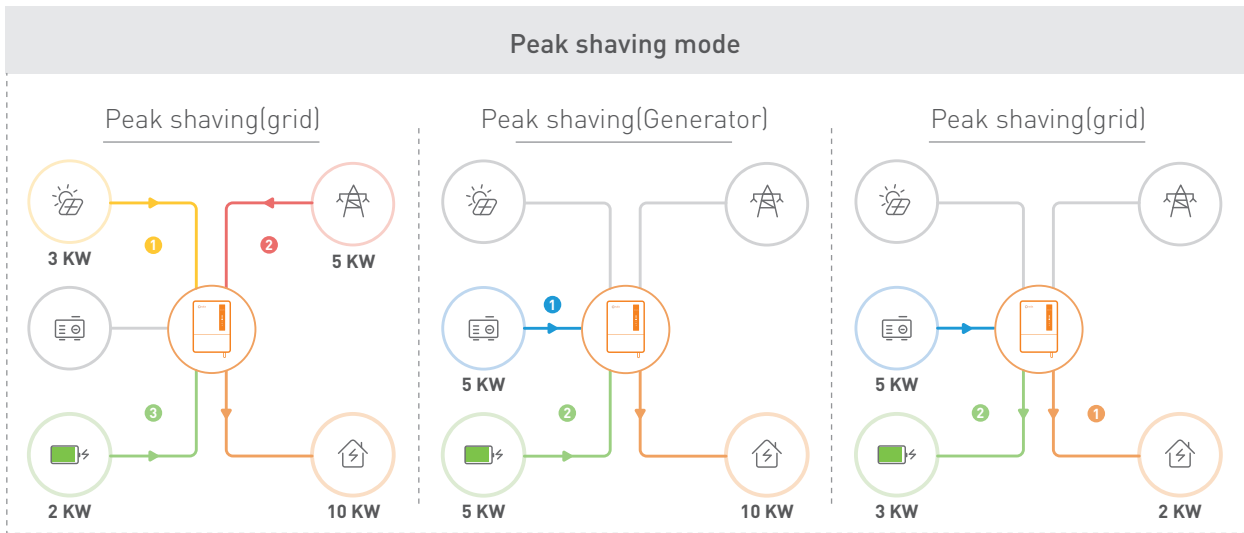 Peak shaving mode
Peak shaving(grid)
3 KW
1
2
5 KW
3
2 KW
10 KW
Peak shaving(Generator)
1
5 KW
2
5 KW
10 KW
Peak shaving(grid)
5 KW
2
1
3 KW
2 KW